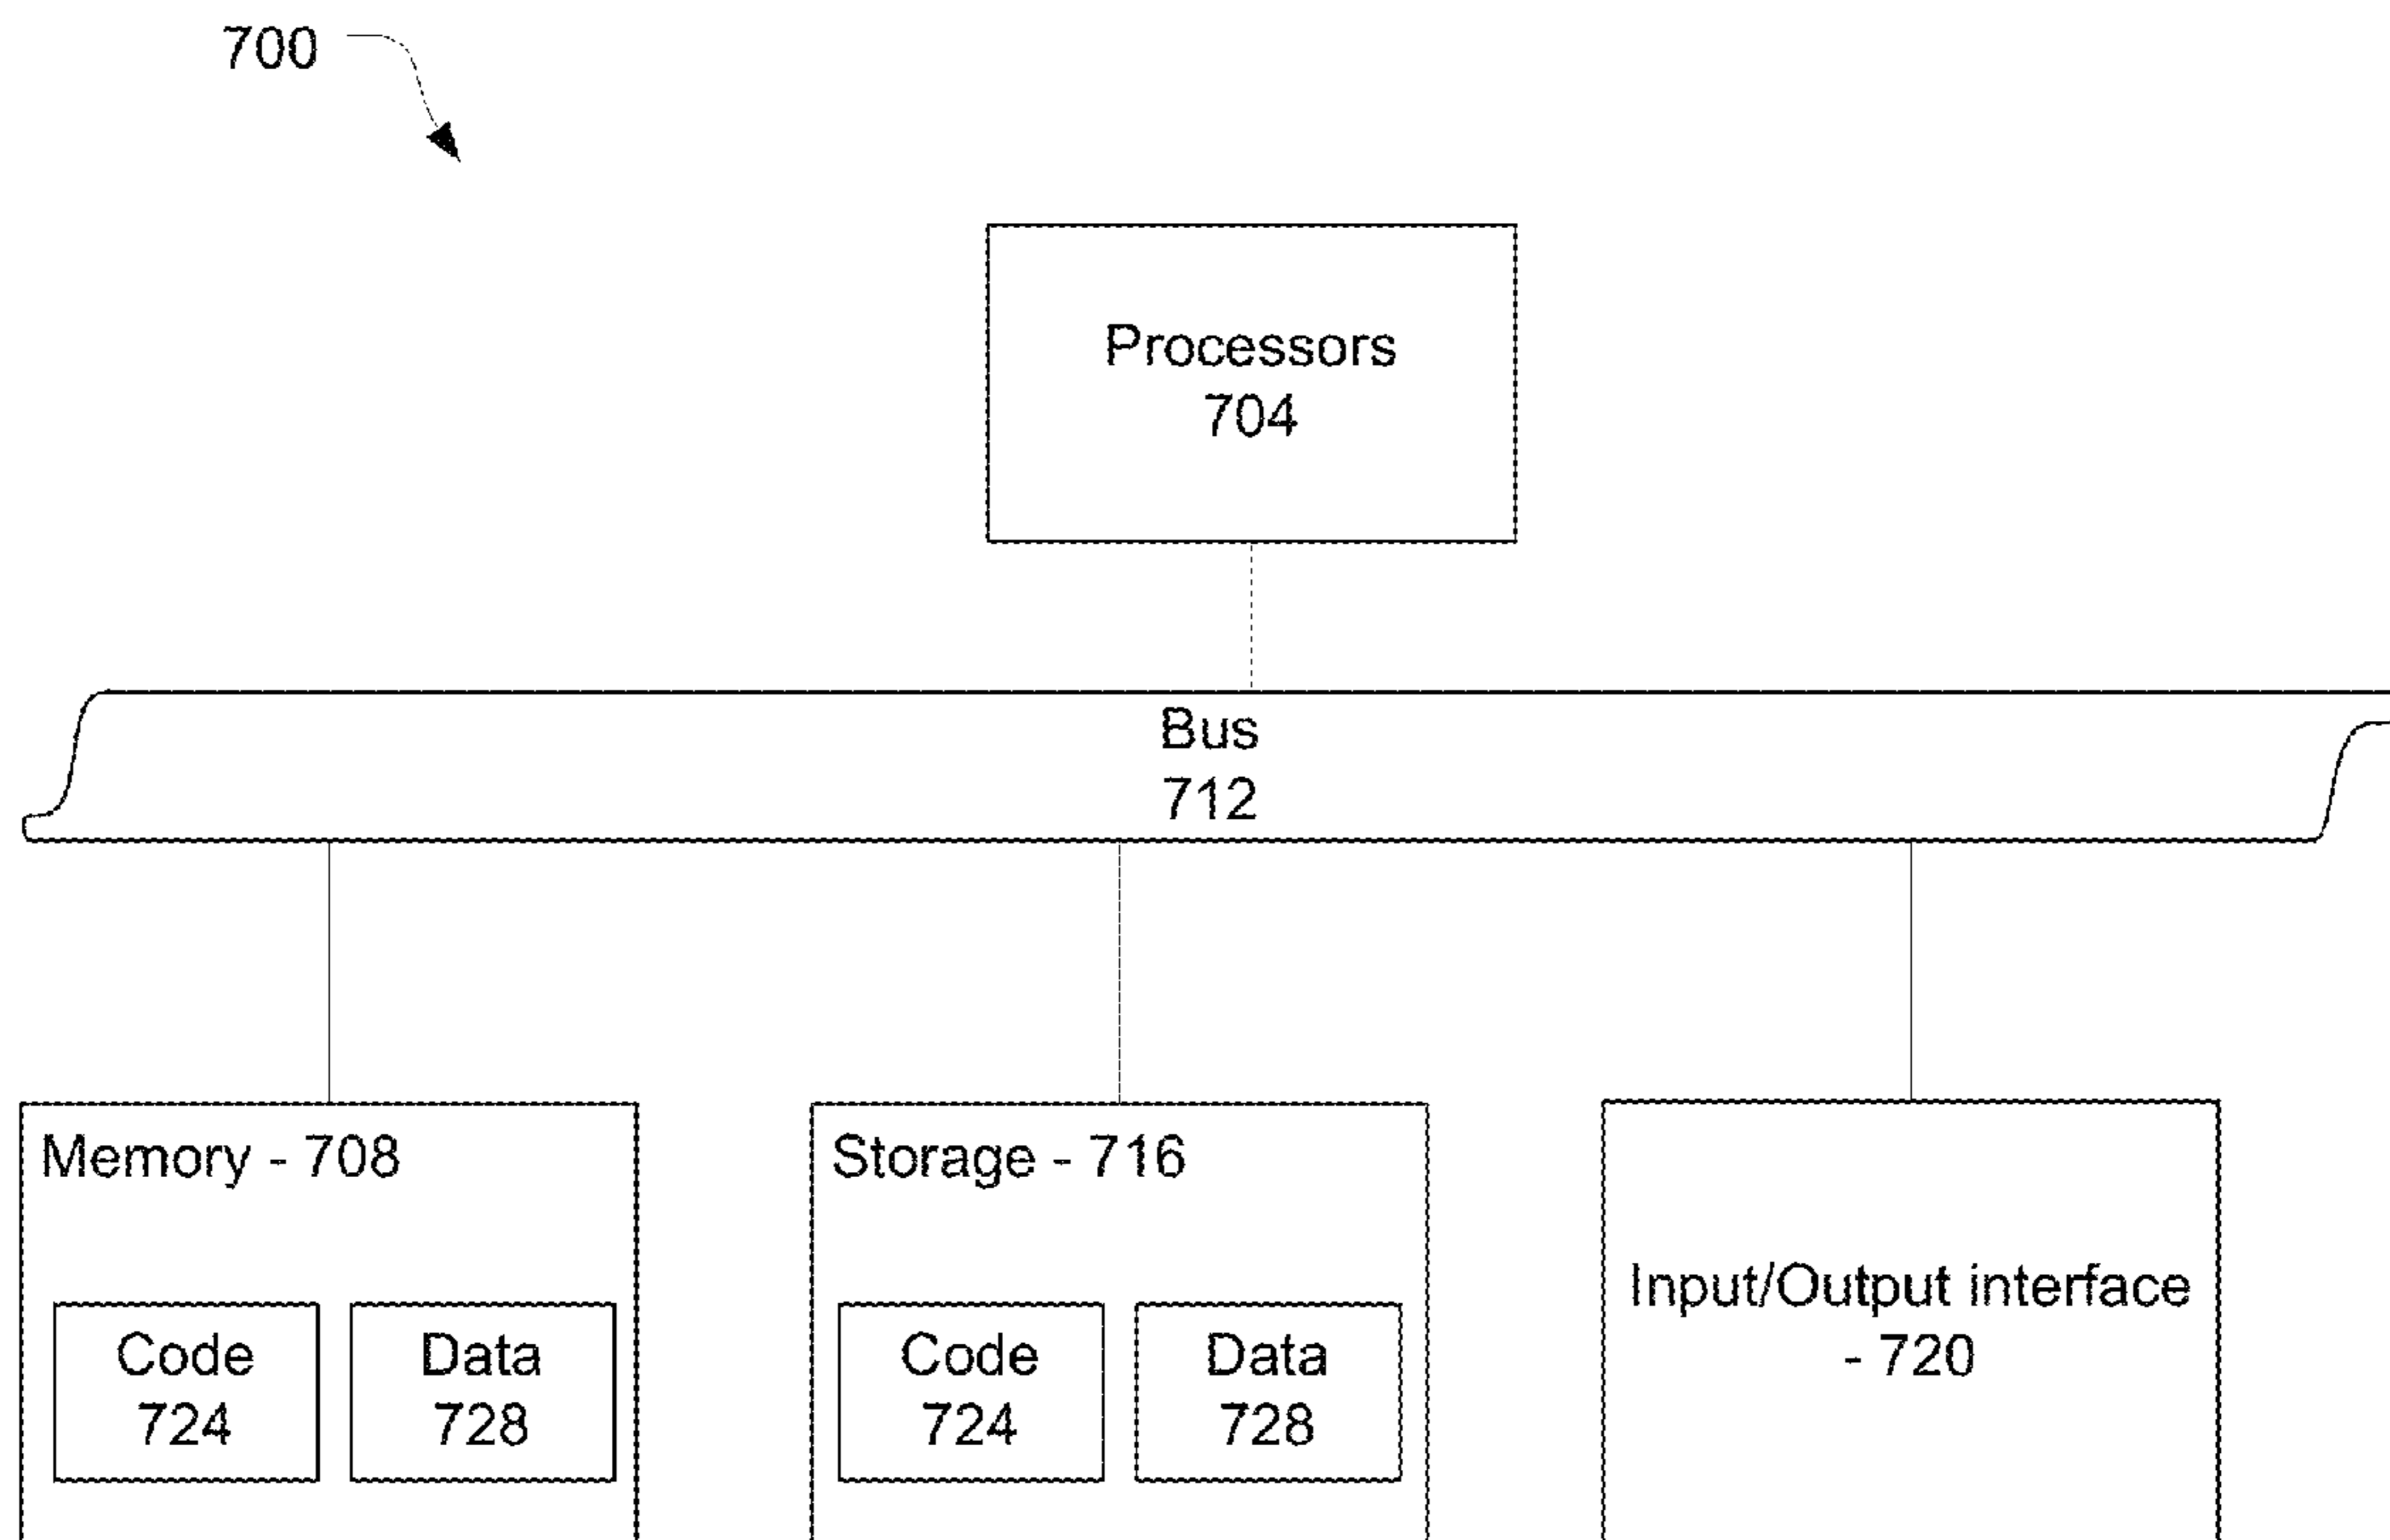 700
Processors
704
Bus
712
Memory - 708
Code
724
Data
728
Storage - 716
Code
724
Data
728
Input/Output interface
- 720